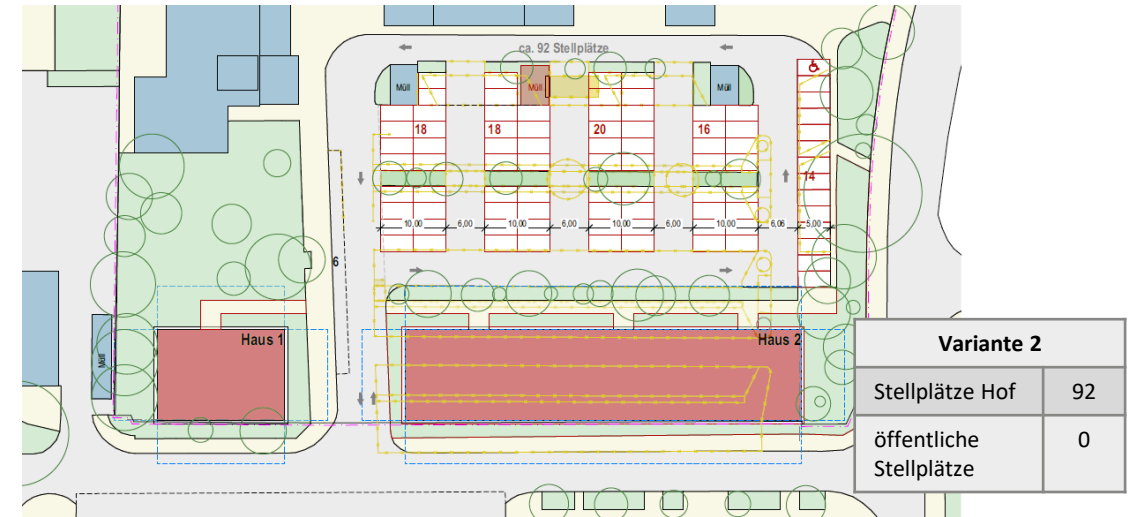 ca. 92 Stellplätze
Müll
Müll
Müll
18
18
20
16
14
10,00
6,00
10,00
6,00
10,00
6,00
10,00
6,06
5,00
6
Haus 1
Haus 2
Müll
Variante 2
Stellplätze Hof 92
öffentliche 0
Stellplätze